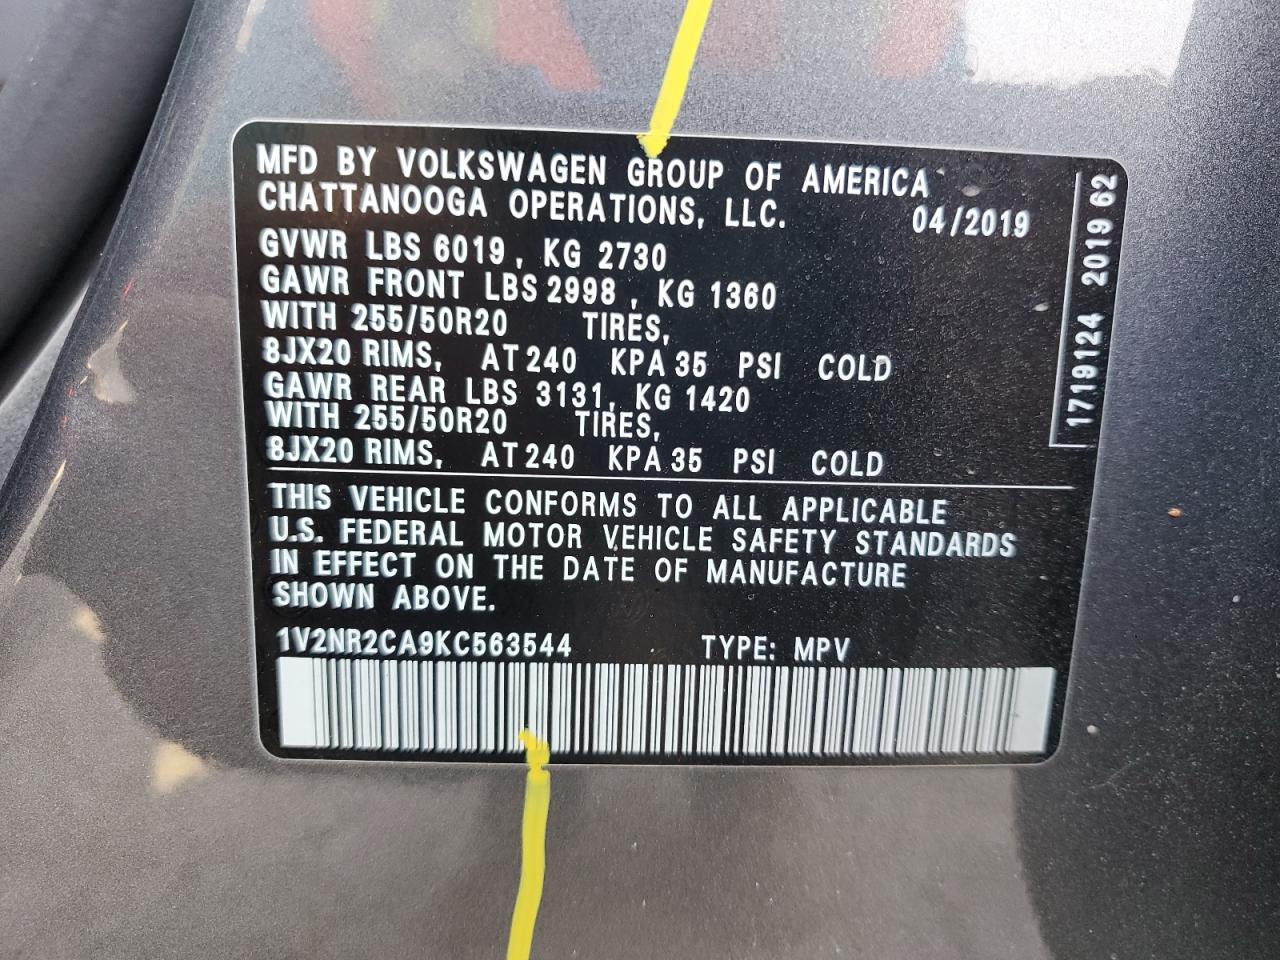 MFD BY VOLKSWAGEN GROUP OF AMERICA
CHATTANOOGA OPERATIONS, LLC. 04/2019
GVWR LBS 6019, KG 2730
GAWR FRONT LBS 2998, KG 1360
WITH 255/50R20 TIRES,
8JX20 RIMS, AT 240 KPA 35 PSI COLD
GAWR REAR LBS 3131, KG 1420
WITH 255/50R20 TIRES,
8JX20 RIMS, AT 240 KPA 35 PSI COLD
THIS VEHICLE CONFORMS TO ALL APPLICABLE
U.S. FEDERAL MOTOR VEHICLE SAFETY STANDARDS
IN EFFECT ON THE DATE OF MANUFACTURE
SHOWN ABOVE.
1V2NR2CA9KC563544 TYPE: MPV
1719124 2019 62